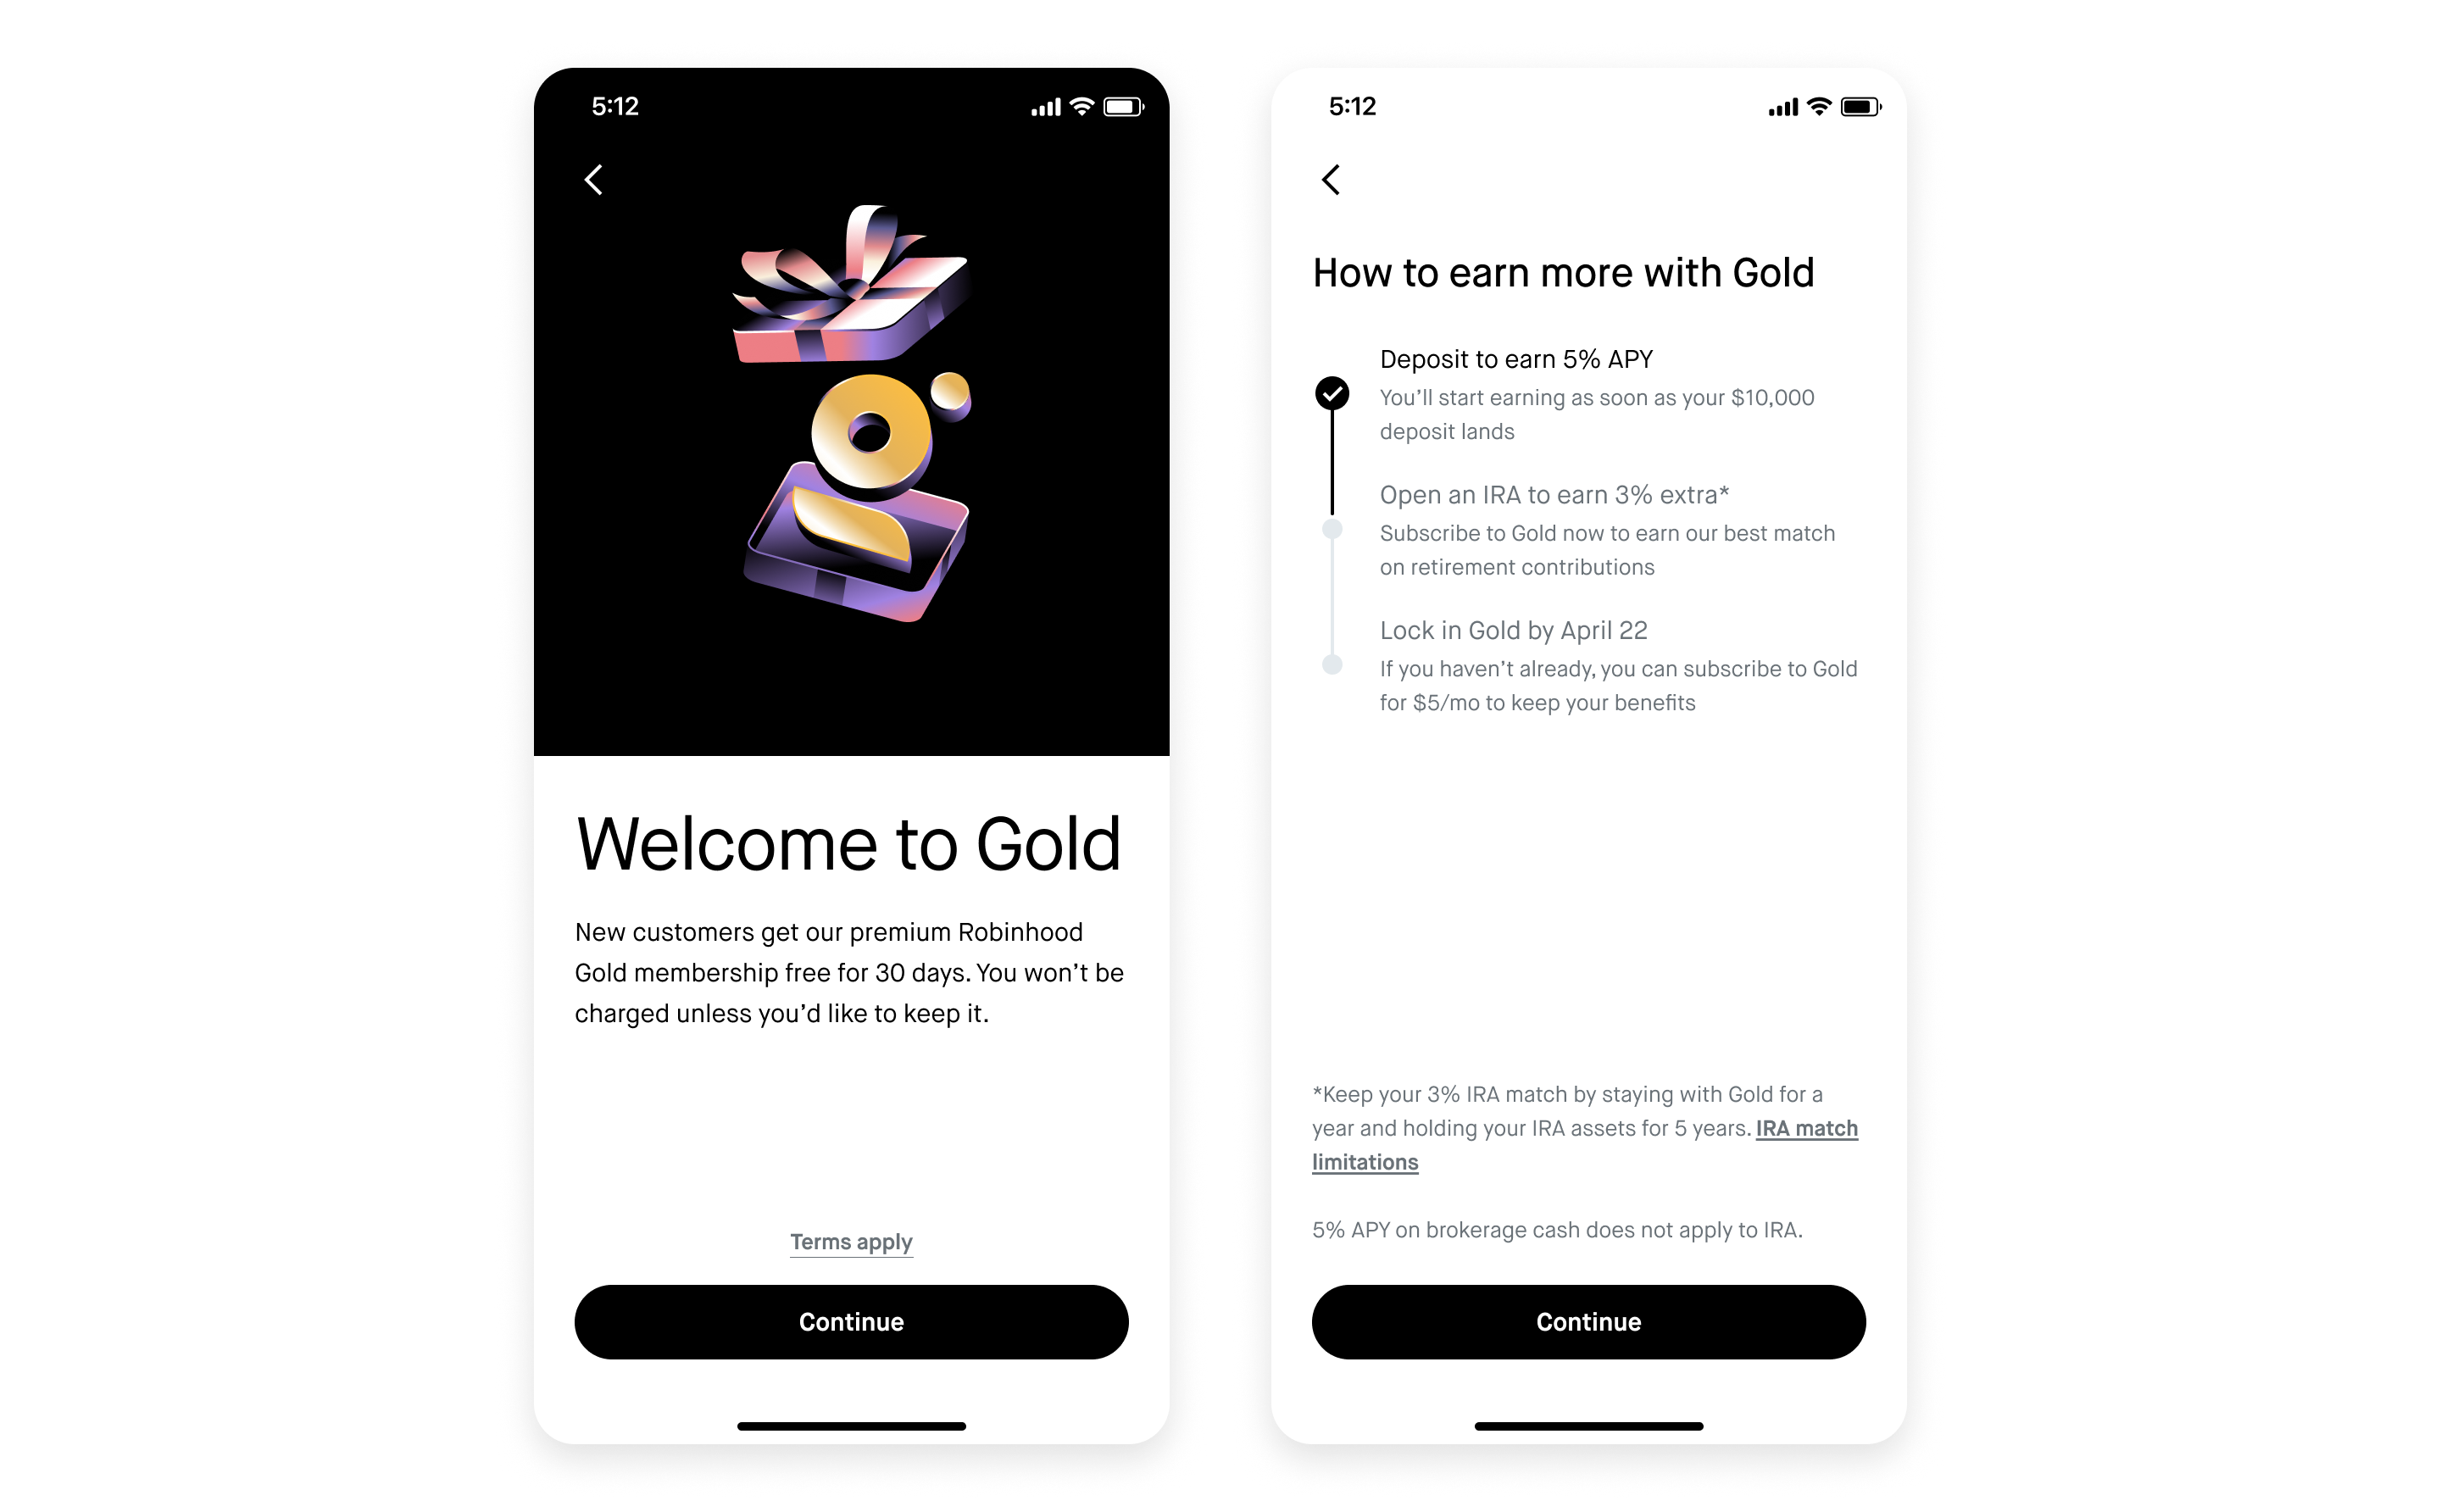 5:12
Welcome to Gold
New customers get our premium Robinhood
Gold membership free for 30 days. You won’t be
charged unless you’d like to keep it.
Terms apply
Continue
5:12
How to earn more with Gold
Deposit to earn 5% APY
You’ll start earning as soon as your $10,000
deposit lands
Open an IRA to earn 3% extra*
Subscribe to Gold now to earn our best match
on retirement contributions
Lock in Gold by April 22
If you haven’t already, you can subscribe to Gold
for $5/mo to keep your benefits
*Keep your 3% IRA match by staying with Gold for a
year and holding your IRA assets for 5 years. IRA match
limitations
5% APY on brokerage cash does not apply to IRA.
Continue